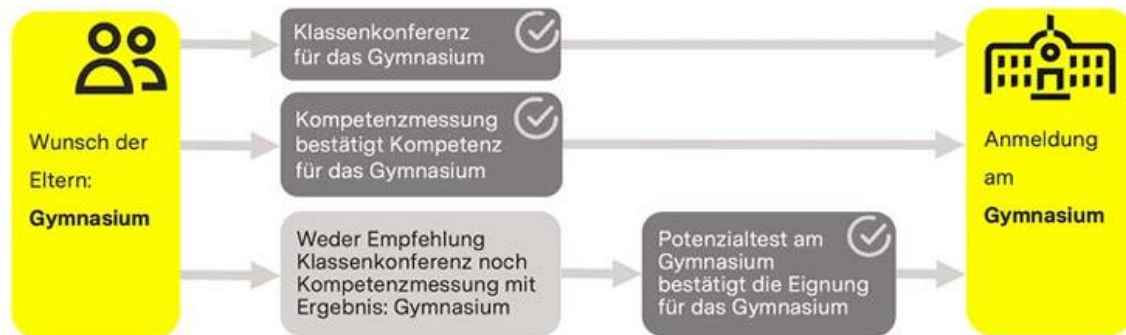 Wunsch der
Eltern:
Gymnasium
Klassenkonferenz
für das Gymnasium
Kompetenzmessung
bestätigt Kompetenz
für das Gymnasium
Weder Empfehlung
Klassenkonferenz noch
Kompetenzmessung mit
Ergebnis: Gymnasium
Potenzialtest am
Gymnasium
bestätigt die Eignung
für das Gymnasium
Anmeldung
am
Gymnasium